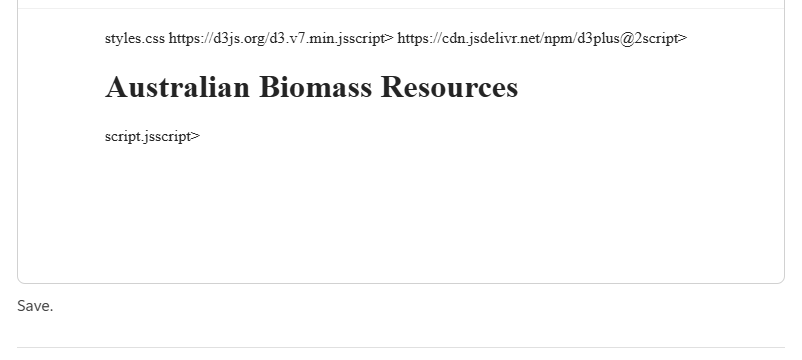 styles.css https://d3js.org/d3.v7.min.jsscript> https://cdn.jsdelivr.net/npm/d3plus@2script>
Australian Biomass Resources
script.jsscript>
Save.